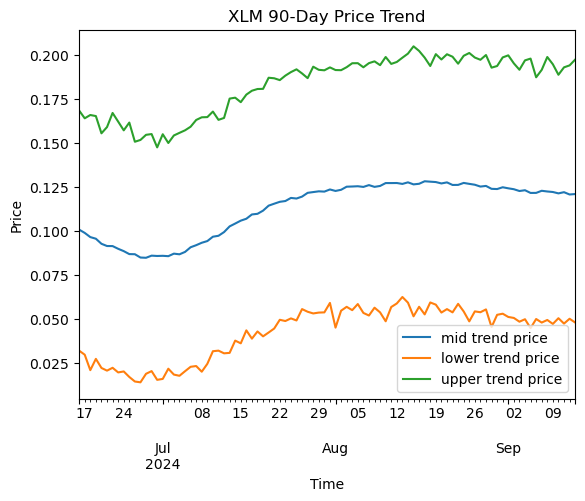 XLM 90-Day Price Trend
Price
0.200
0.175
0.150
0.125
0.100
0.075
0.050
0.025
mid trend price
lower trend price
upper trend price
17 24 08 15 22 29 05 12 19 26 02 09
Jul Aug Sep
2024
Time